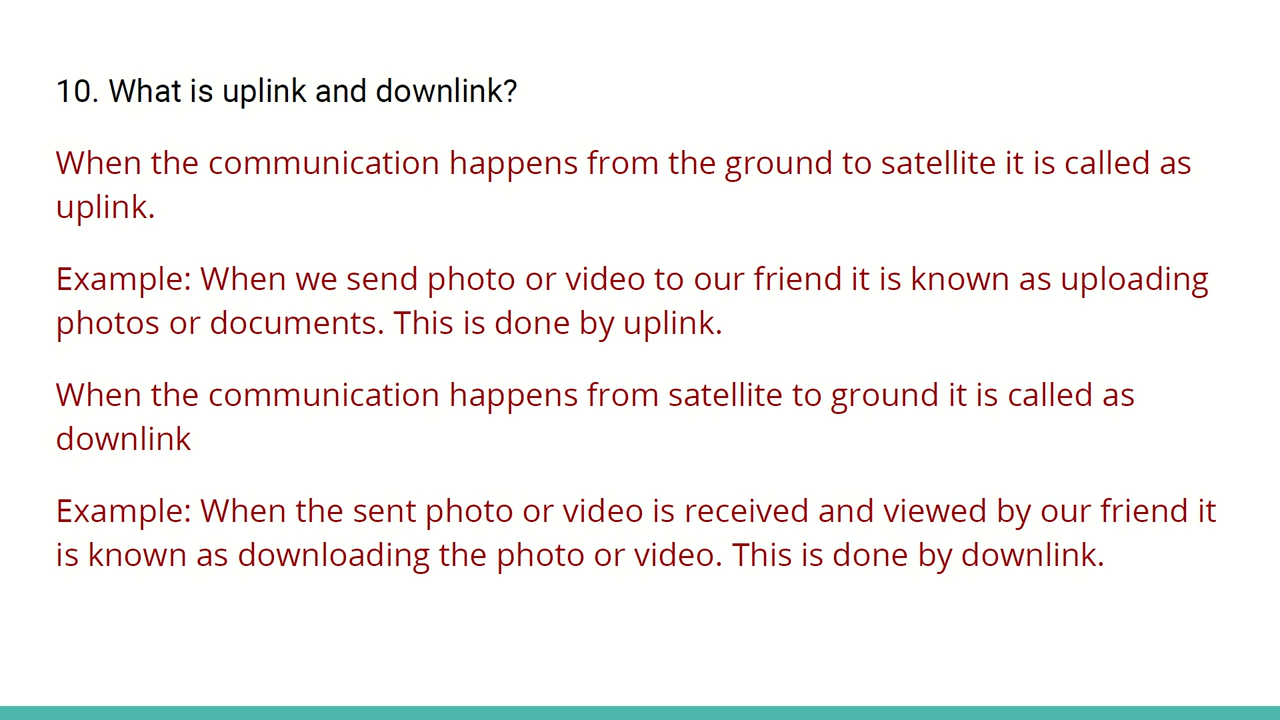 10. What is uplink and downlink?
When the communication happens from the ground to satellite it is called as
uplink.
Example: When we send photo or video to our friend it is known as uploading
photos or documents. This is done by uplink.
When the communication happens from satellite to ground it is called as
downlink
Example: When the sent photo or video is received and viewed by our friend it
is known as downloading the photo or video. This is done by downlink.